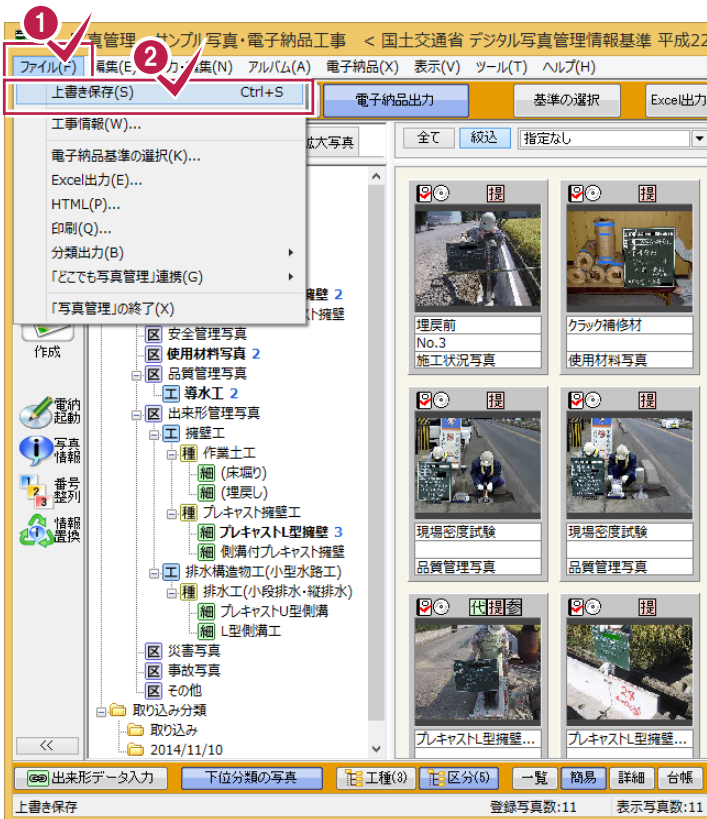 1
2
写真管理 サンプル写真・電子納品工事 < 国土交通省 デジタル写真管理情報基準 平成22
ファイル(F) 編集(E) 編集(N) アルバム(A) 電子納品(X) 表示(V) ツール(T) ヘルプ(H)
上書き保存(S) Ctrl+S
工事情報(W)...
電子納品基準の選択(K)...
Excel出力(E)...
HTML(P)...
印刷(Q)...
分類出力(B)
「どこでも写真管理」連携(G)
「写真管理」の終了(X)
電子納品出力 基準の選択 Excel出力
拡大写真 全て 絞込 指定なし
作成
電納起動
写真情報
番号整列
情報置換
<<
擁壁 2
スト擁壁
区 安全管理写真
区 使用材料写真 2
区 品質管理写真
工 導水工 2
区 出来形管理写真
工 擁壁工
種 作業土工
細 (床堀り)
細 (埋戻し)
種 プレキャスト擁壁工
細 プレキャストL型擁壁 3
細 側溝付プレキャスト擁壁
工 排水構造物工(小型水路工)
種 排水工(小段排水・縦排水)
細 プレキャストU型側溝
細 L型側溝工
区 災害写真
区 事故写真
区 その他
取り込み分類
取り込み
2014/11/10
提
埋戻前
No.3
施工状況写真
提
クラック補修材
使用材料写真
提
現場密度試験
品質管理写真
提
現場密度試験
品質管理写真
代提参
プレキャストL型擁壁...
提
プレキャストL型擁壁...
出来形データ入力 下位分類の写真 工種(3) 区分(5) 一覧 簡易 詳細 台帳
上書き保存 登録写真数:11 表示写真数:11